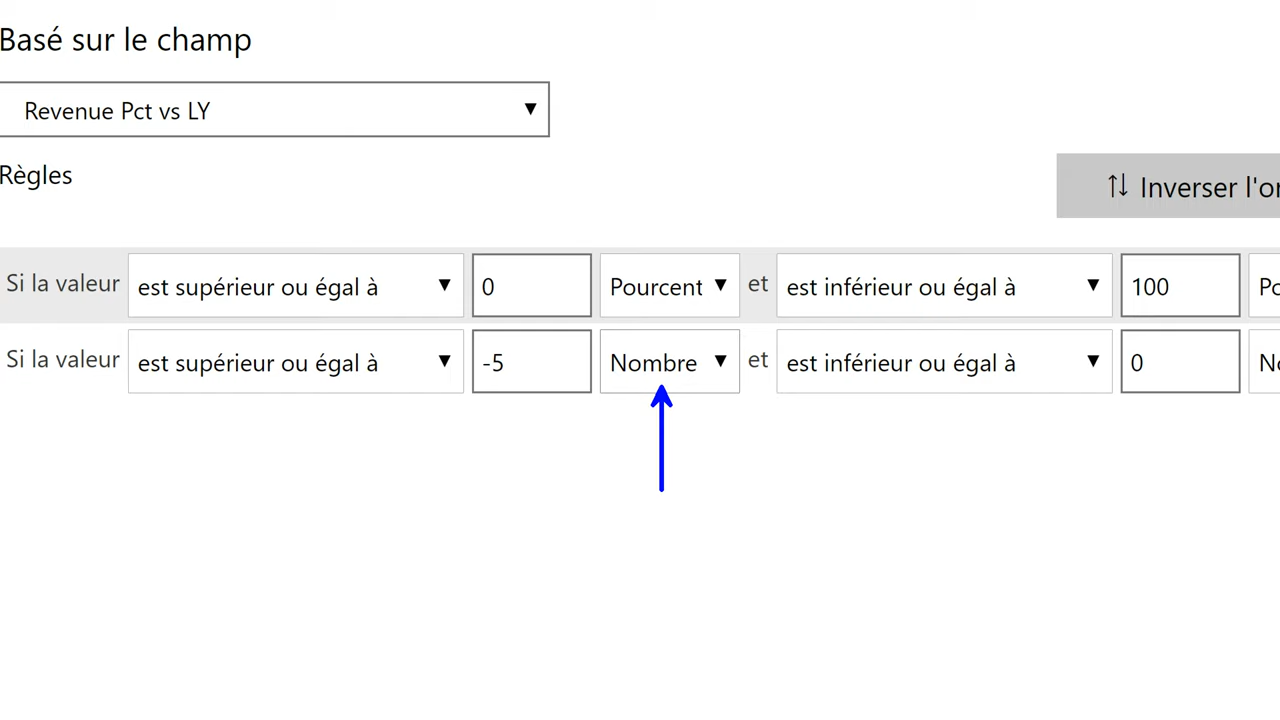 Basé sur le champ
Revenue Pct vs LY
Règles
Inverser l'or
Si la valeur est supérieur ou égal à 0 Pourcent et est inférieur ou égal à 100 Po
Si la valeur est supérieur ou égal à -5 Nombre et est inférieur ou égal à 0 No